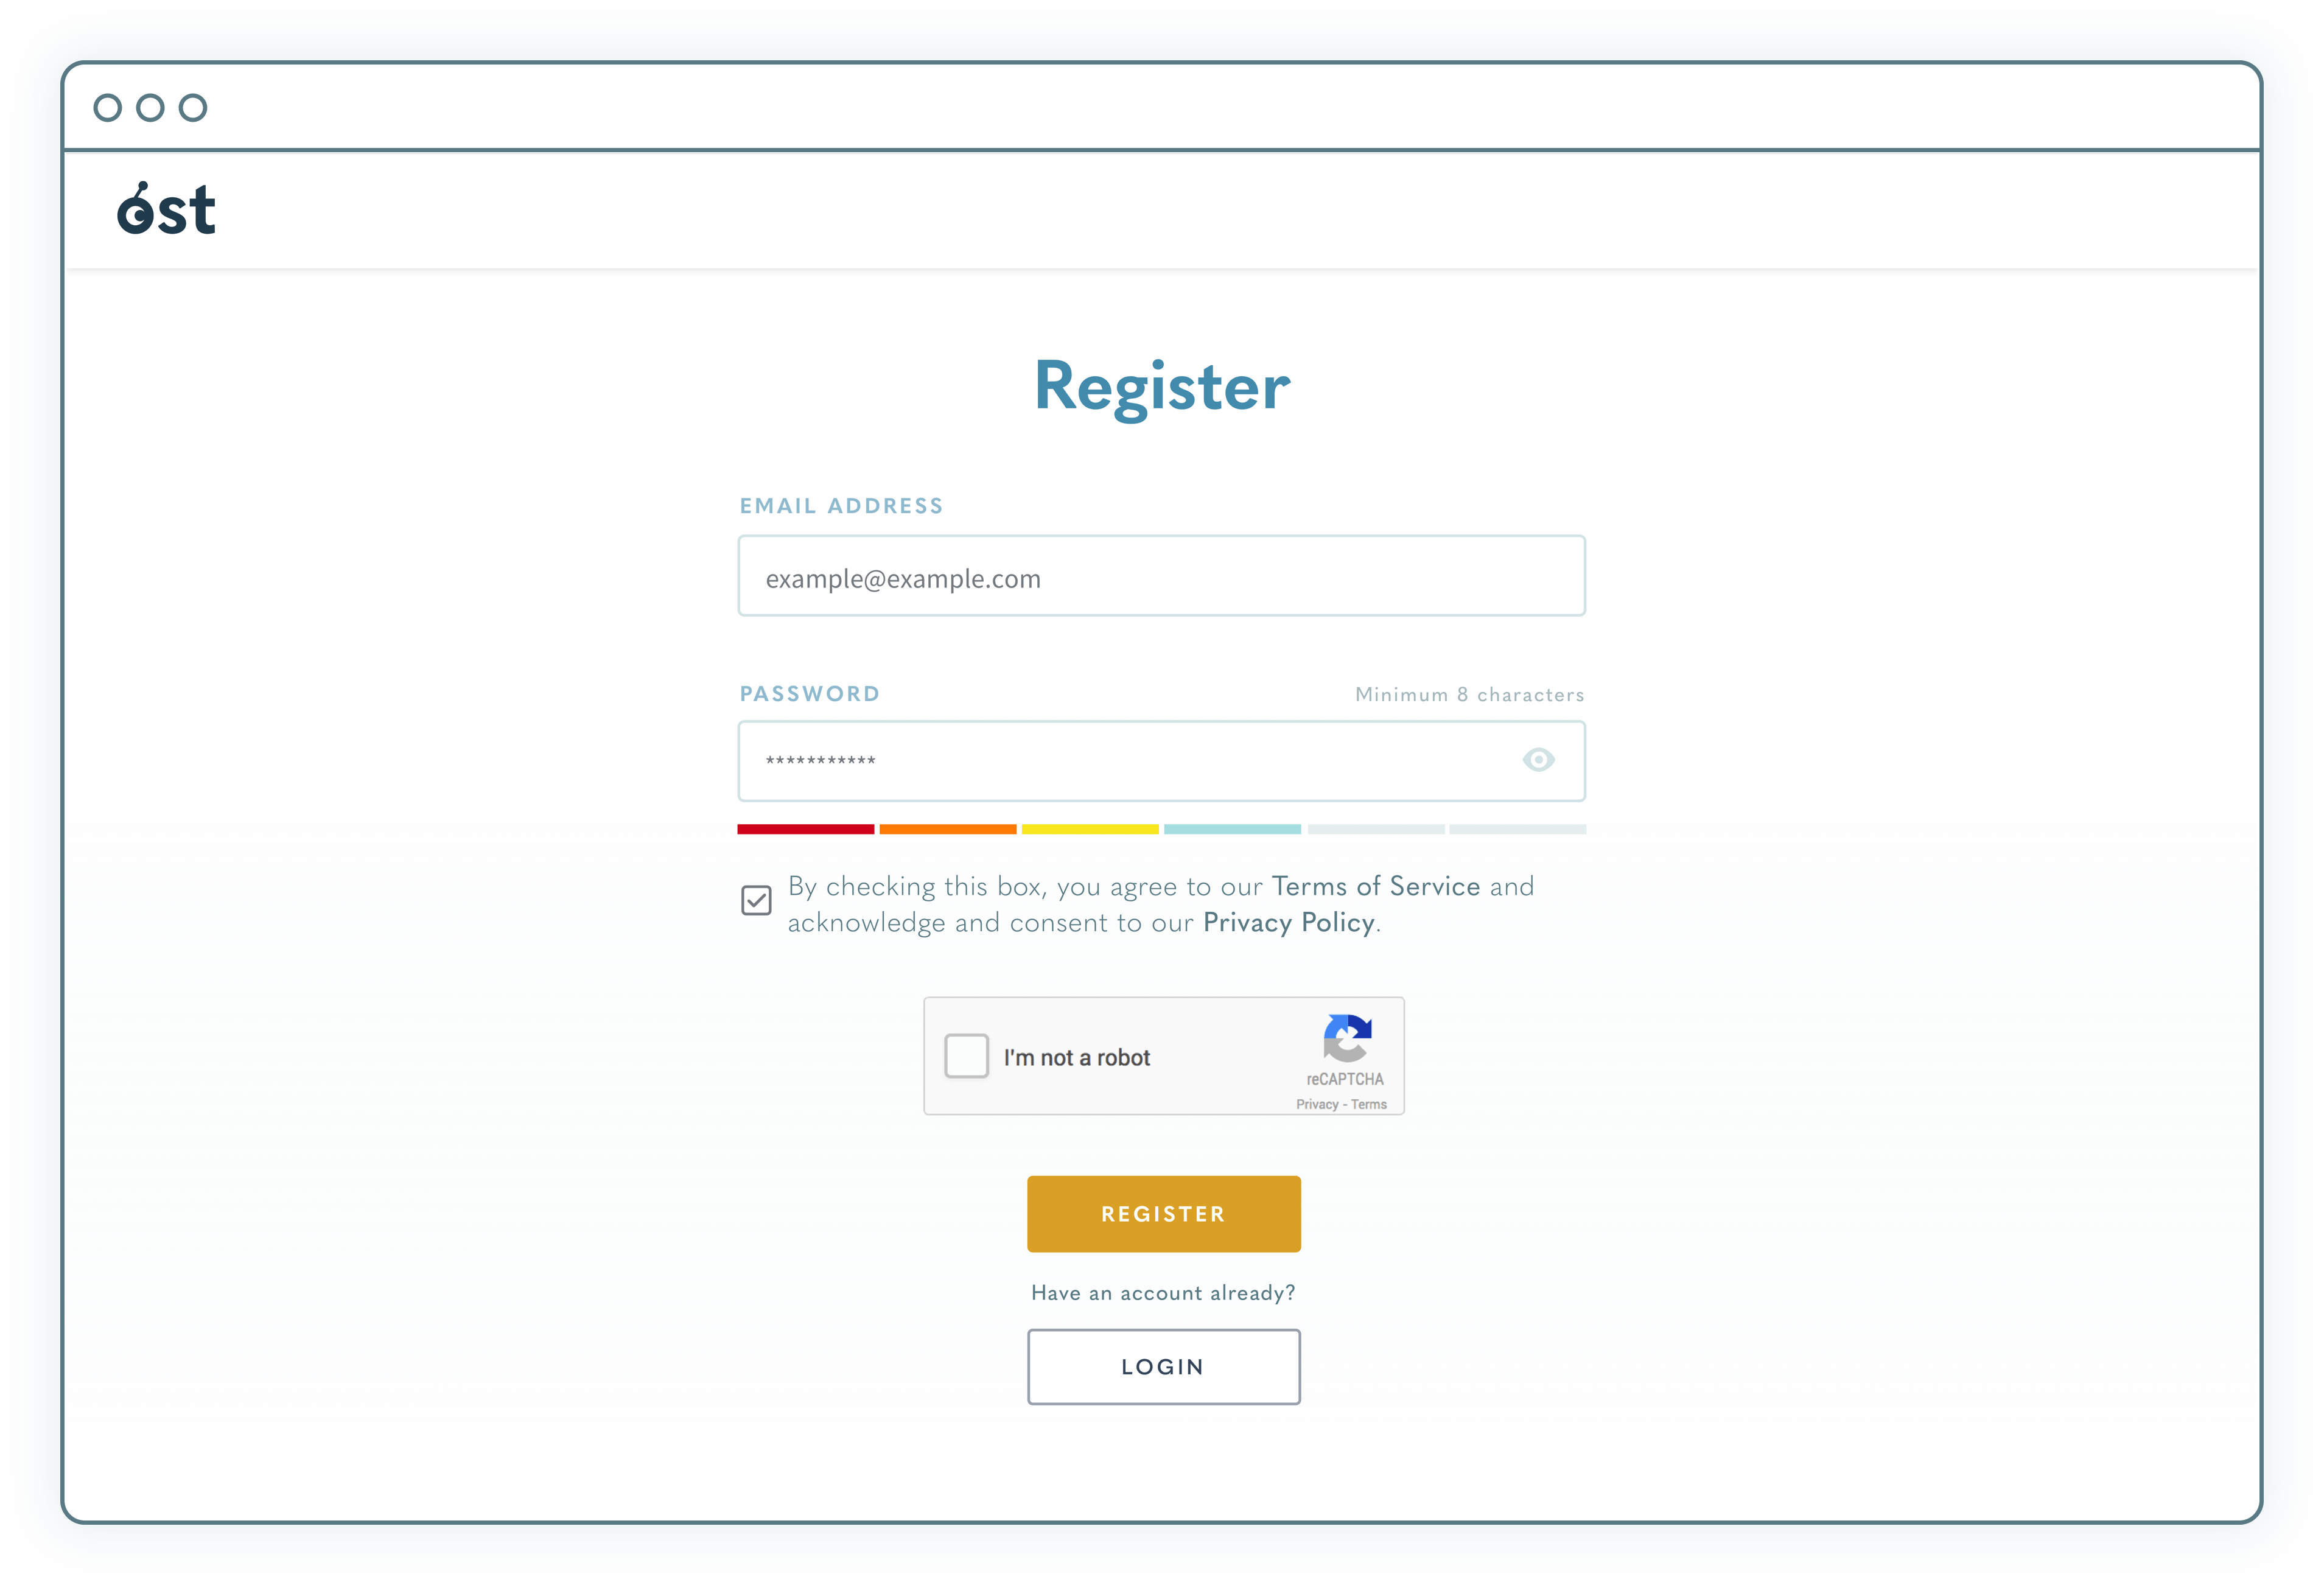 ost
Register
EMAIL ADDRESS
example@example.com
PASSWORD
Minimum 8 characters
***********
By checking this box, you agree to our Terms of Service and
acknowledge and consent to our Privacy Policy.
I'm not a robot
reCAPTCHA
Privacy - Terms
REGISTER
Have an account already?
LOGIN